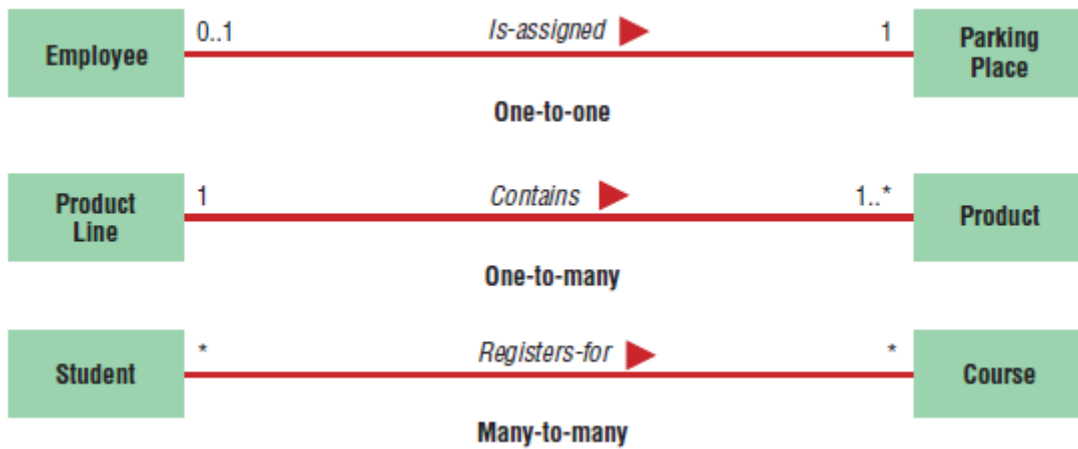 0..1 Is-assigned 1
Employee
Parking
Place
One-to-one
1 Contains 1..*
Product
Line
Product
One-to-many
* Registers-for *
Student
Course
Many-to-many